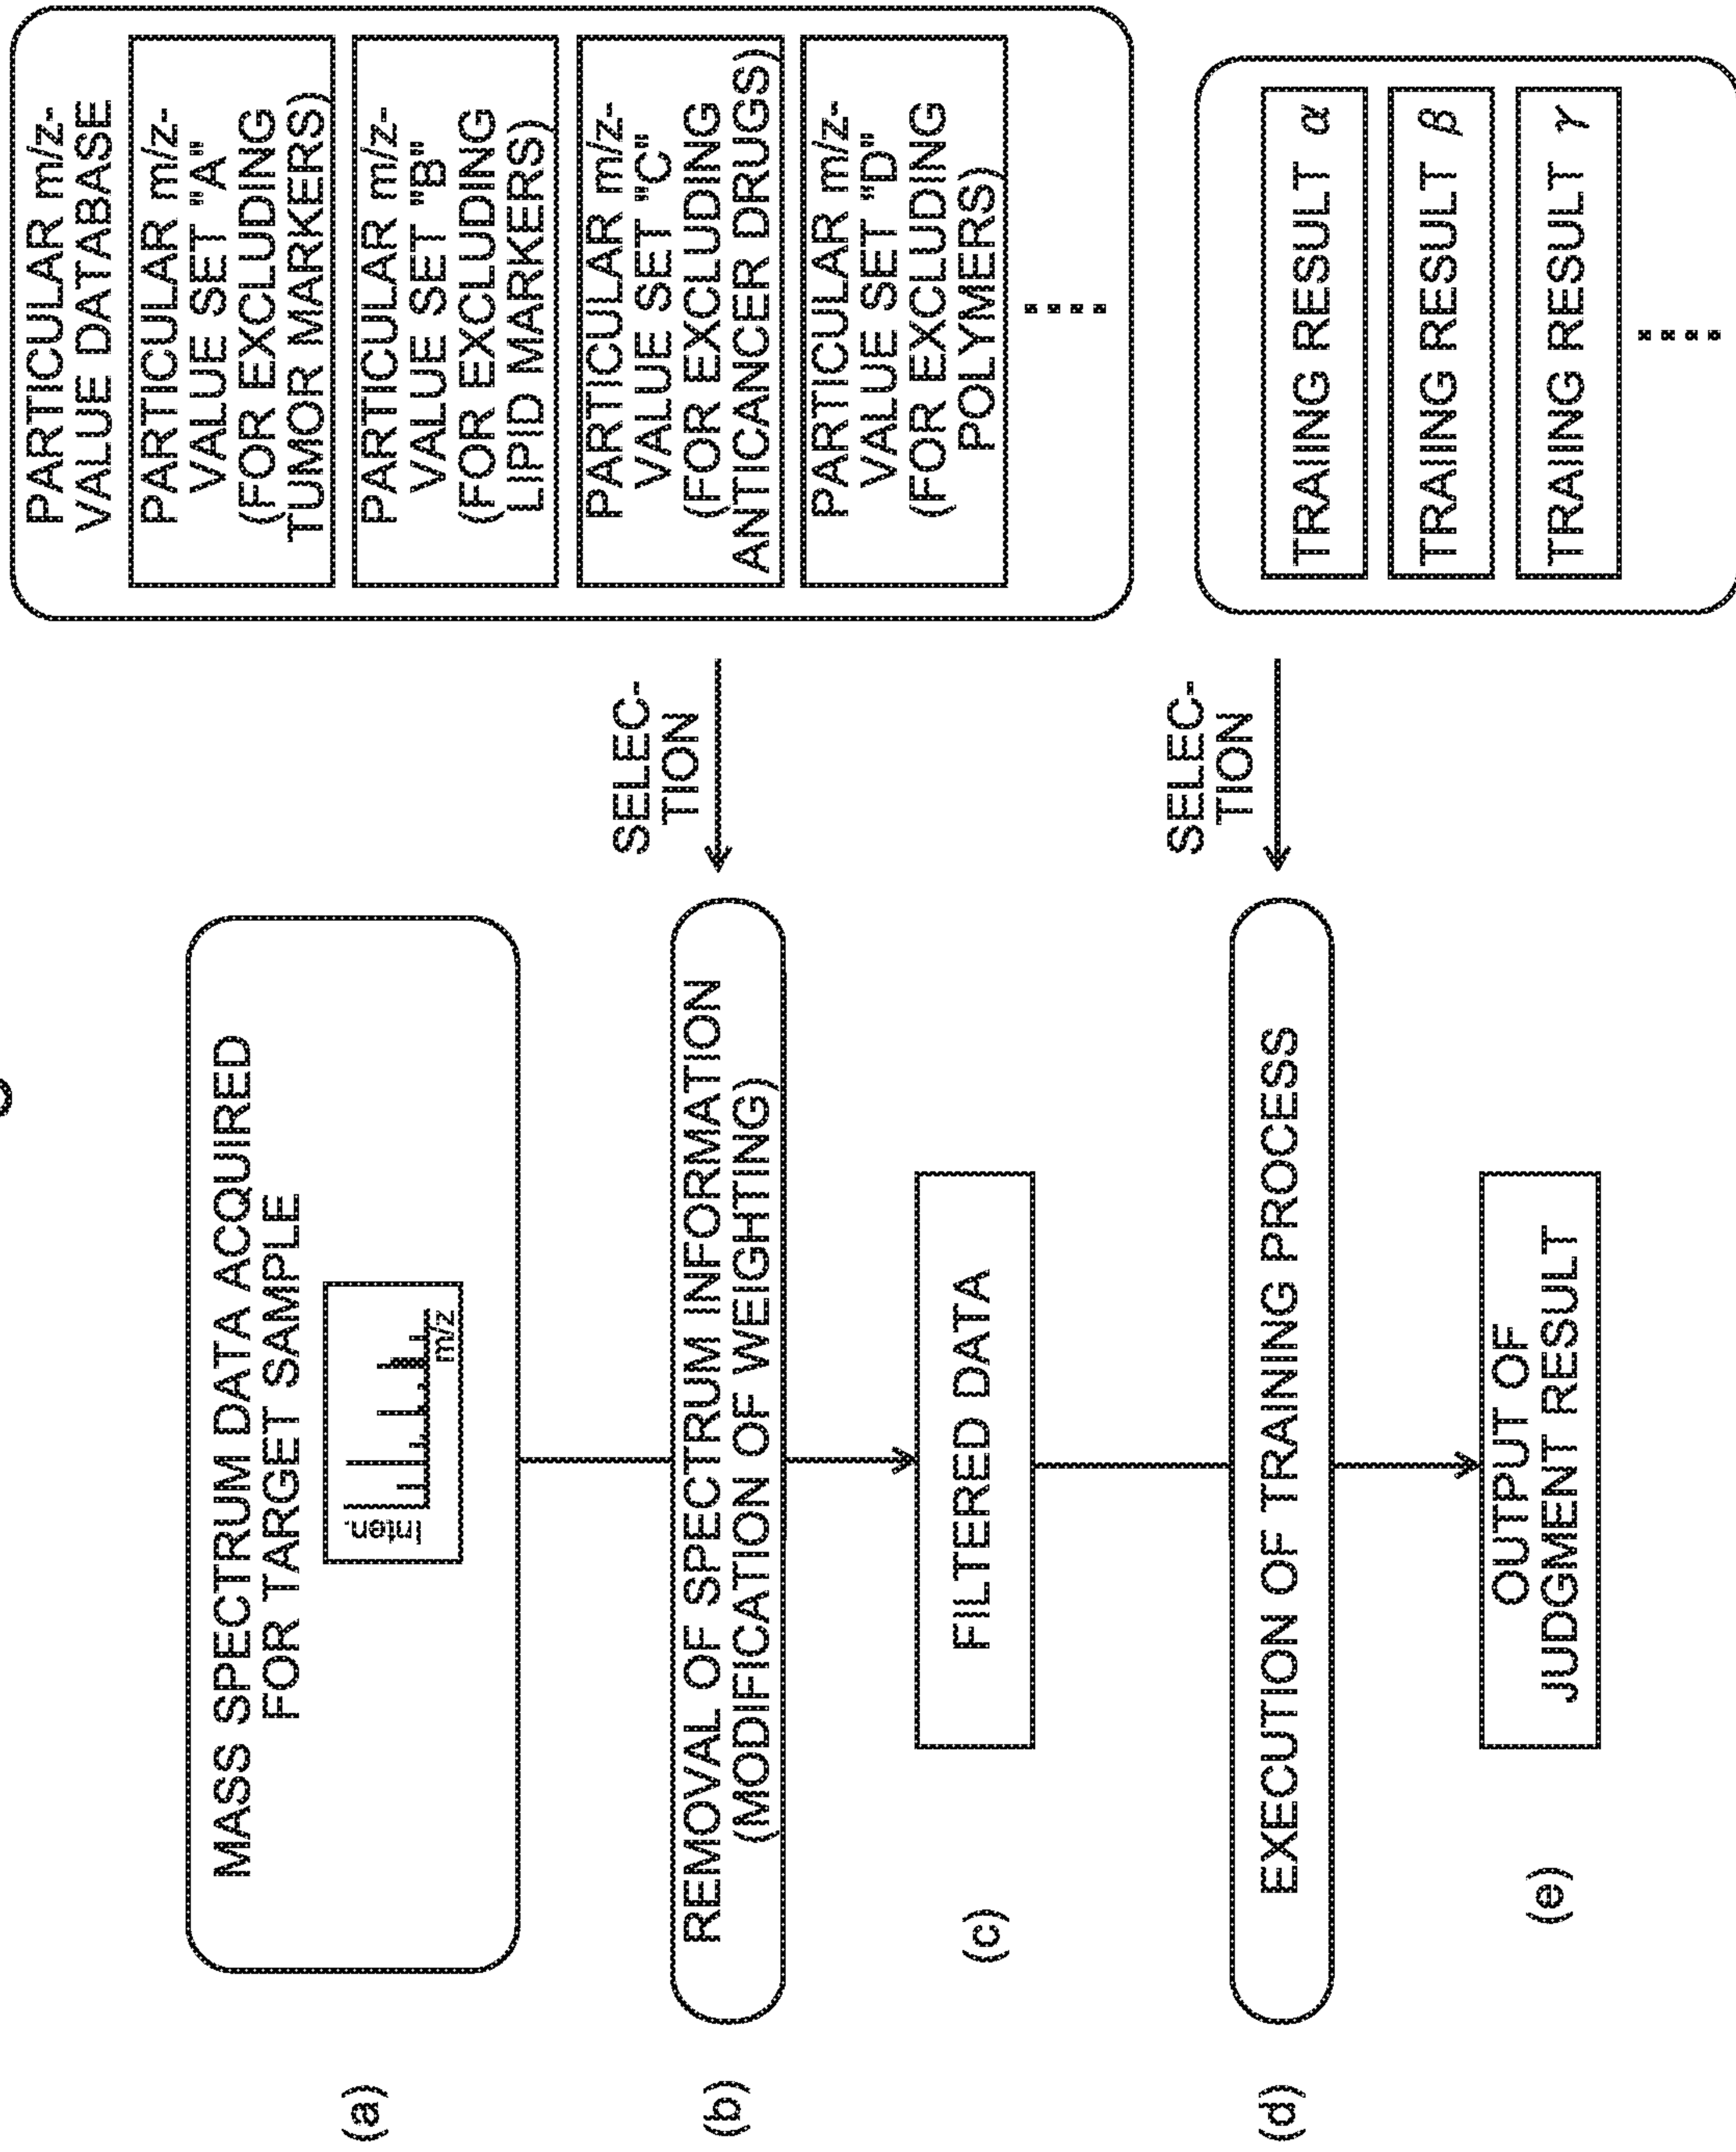 (a)
MASS SPECTRUM DATA ACQUIRED
FOR TARGET SAMPLE
Inten.
m/z
(b)
REMOVAL OF SPECTRUM INFORMATION
(MODIFICATION OF WEIGHTING)
SELEC-
TION
PARTICULAR m/z-
VALUE DATABASE
PARTICULAR m/z-
VALUE SET "A"
(FOR EXCLUDING
TUMOR MARKERS)
PARTICULAR m/z-
VALUE SET "B"
(FOR EXCLUDING
LIPID MARKERS)
PARTICULAR m/z-
VALUE SET "C"
(FOR EXCLUDING
ANTICANCER DRUGS)
PARTICULAR m/z-
VALUE SET "D"
(FOR EXCLUDING
POLYMERS)
(c)
FILTERED DATA
(d)
EXECUTION OF TRAINING PROCESS
SELEC-
TION
TRAIING RESULT α
TRAIING RESULT β
TRAIING RESULT γ
(e)
OUTPUT OF
JUDGMENT RESULT